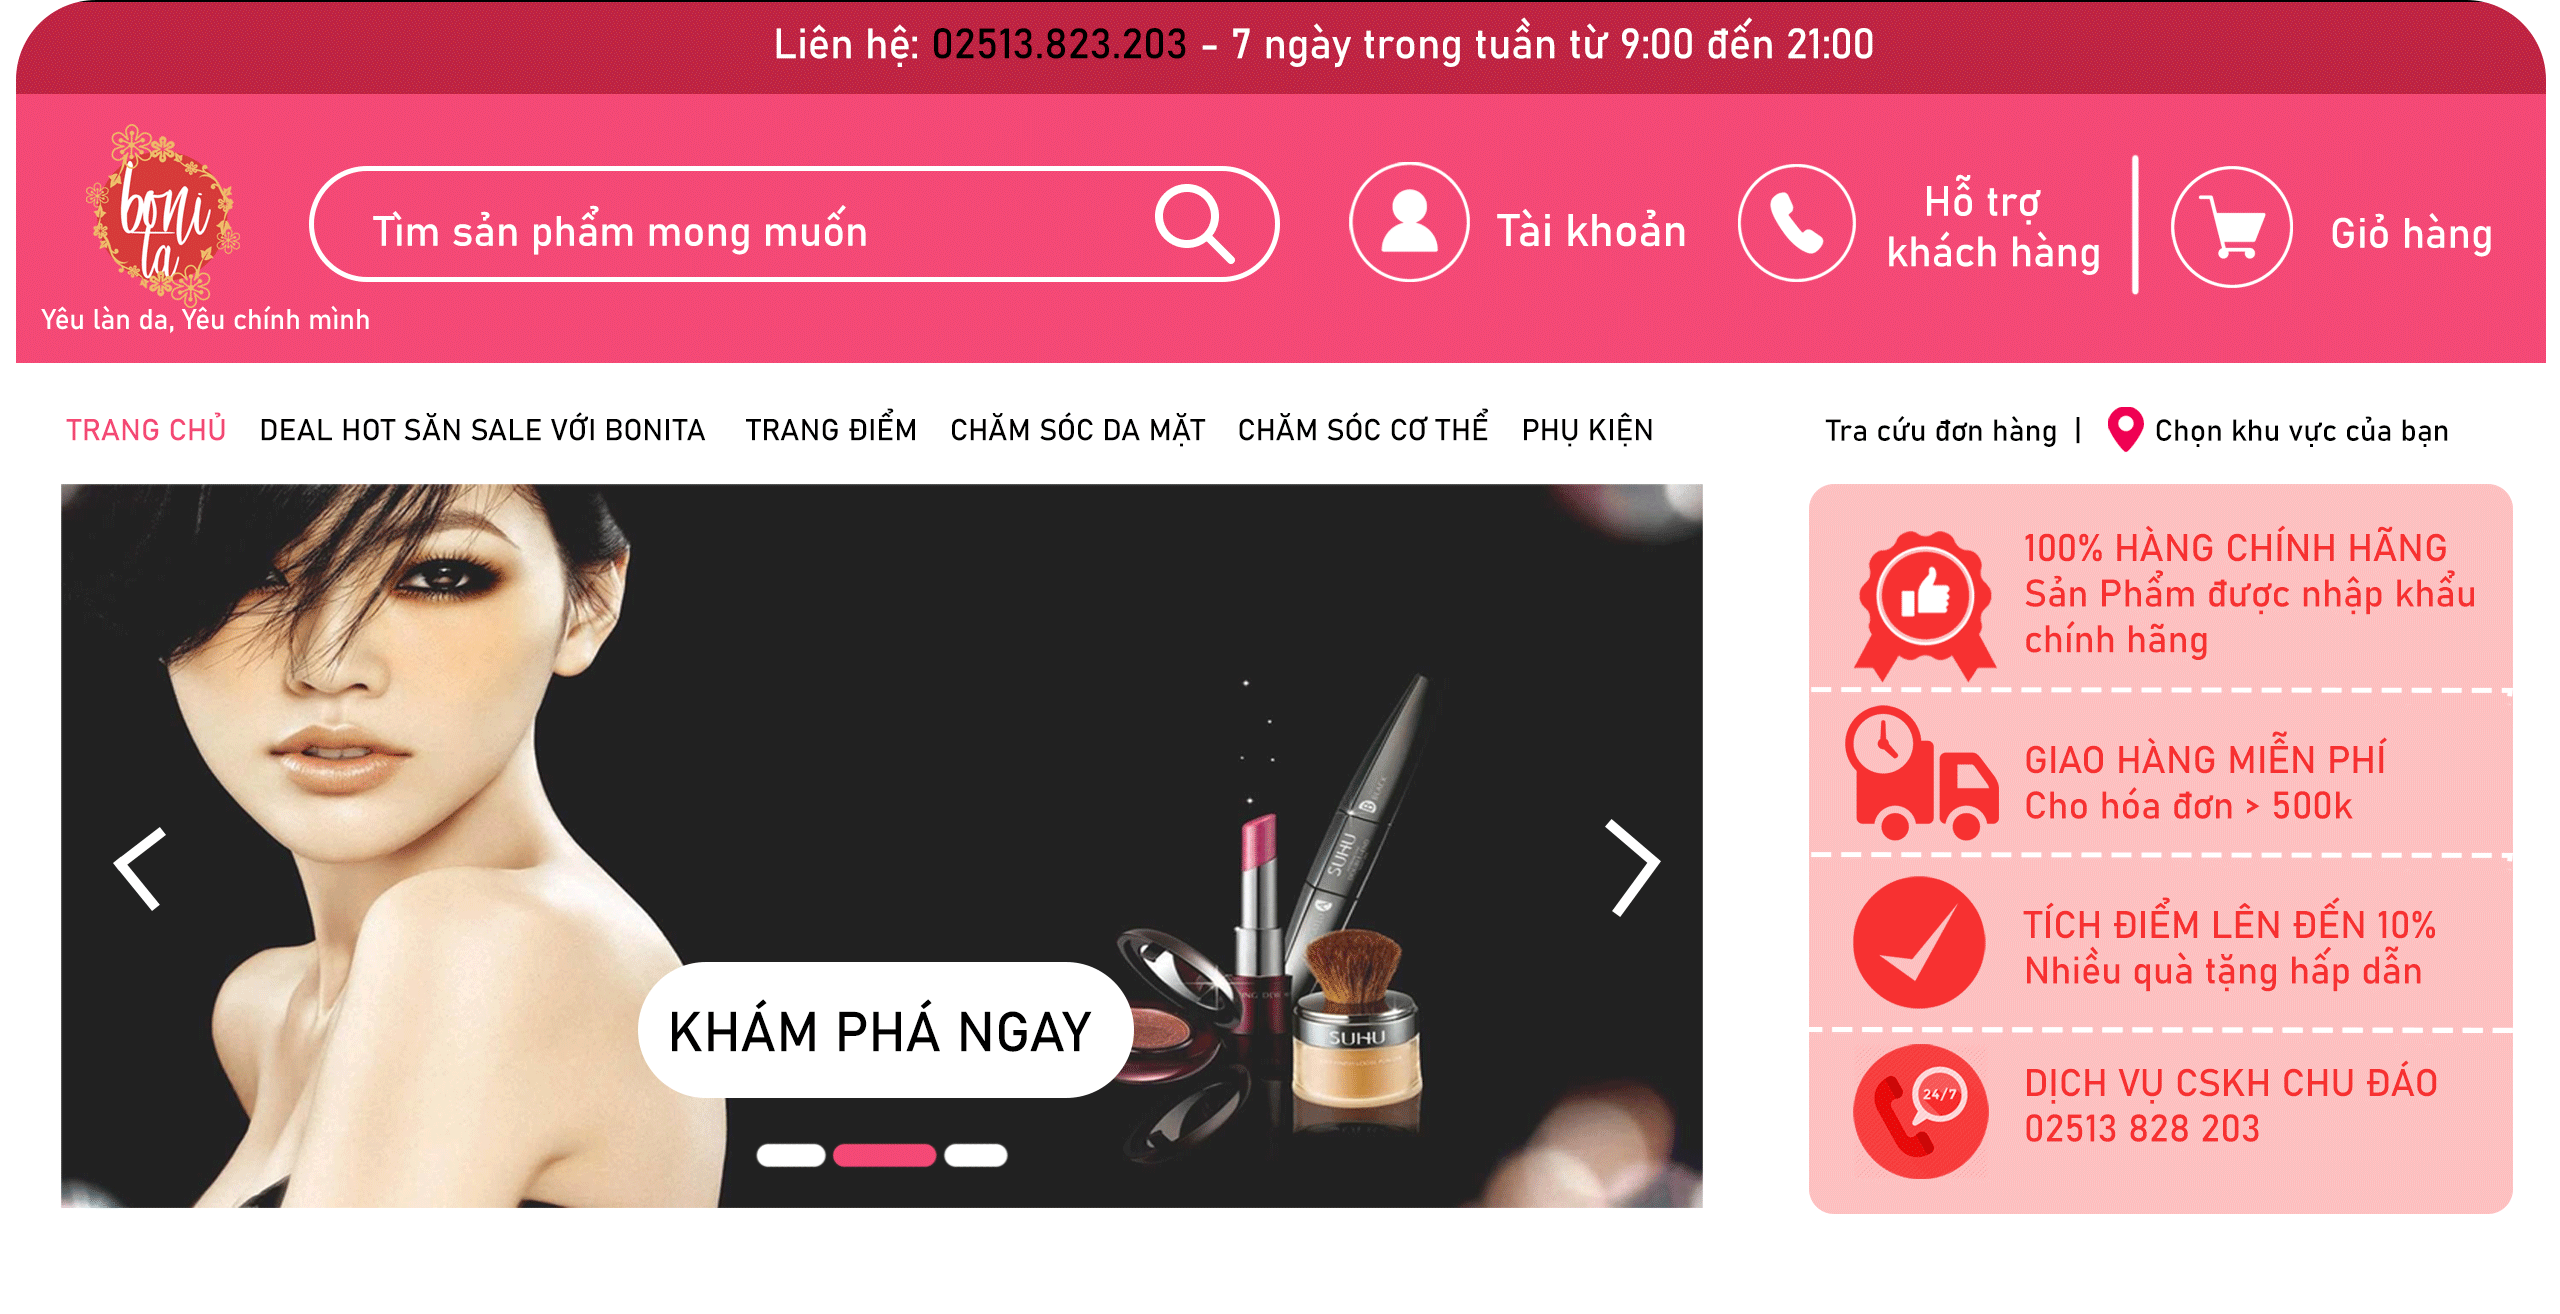 Liên hệ: 02513.823.203 - 7 ngày trong tuần từ 9:00 đến 21:00
boni
ta
Yêu làn da, Yêu chính mình
Tìm sản phẩm mong muốn
Tài khoản
Hỗ trợ
khách hàng
Giỏ hàng
TRANG CHỦ DEAL HOT SĂN SALE VỚI BONITA TRANG ĐIỂM CHĂM SÓC DA MẶT CHĂM SÓC CƠ THỂ PHỤ KIỆN
Tra cứu đơn hàng | Chọn khu vực của bạn
BLACK
SUHU
SUHU
KHÁM PHÁ NGAY
100% HÀNG CHÍNH HÃNG
Sản Phẩm được nhập khẩu
chính hãng
GIAO HÀNG MIỄN PHÍ
Cho hóa đơn > 500k
TÍCH ĐIỂM LÊN ĐẾN 10%
Nhiều quà tặng hấp dẫn
24/7
DỊCH VỤ CSKH CHU ĐÁO
02513 828 203